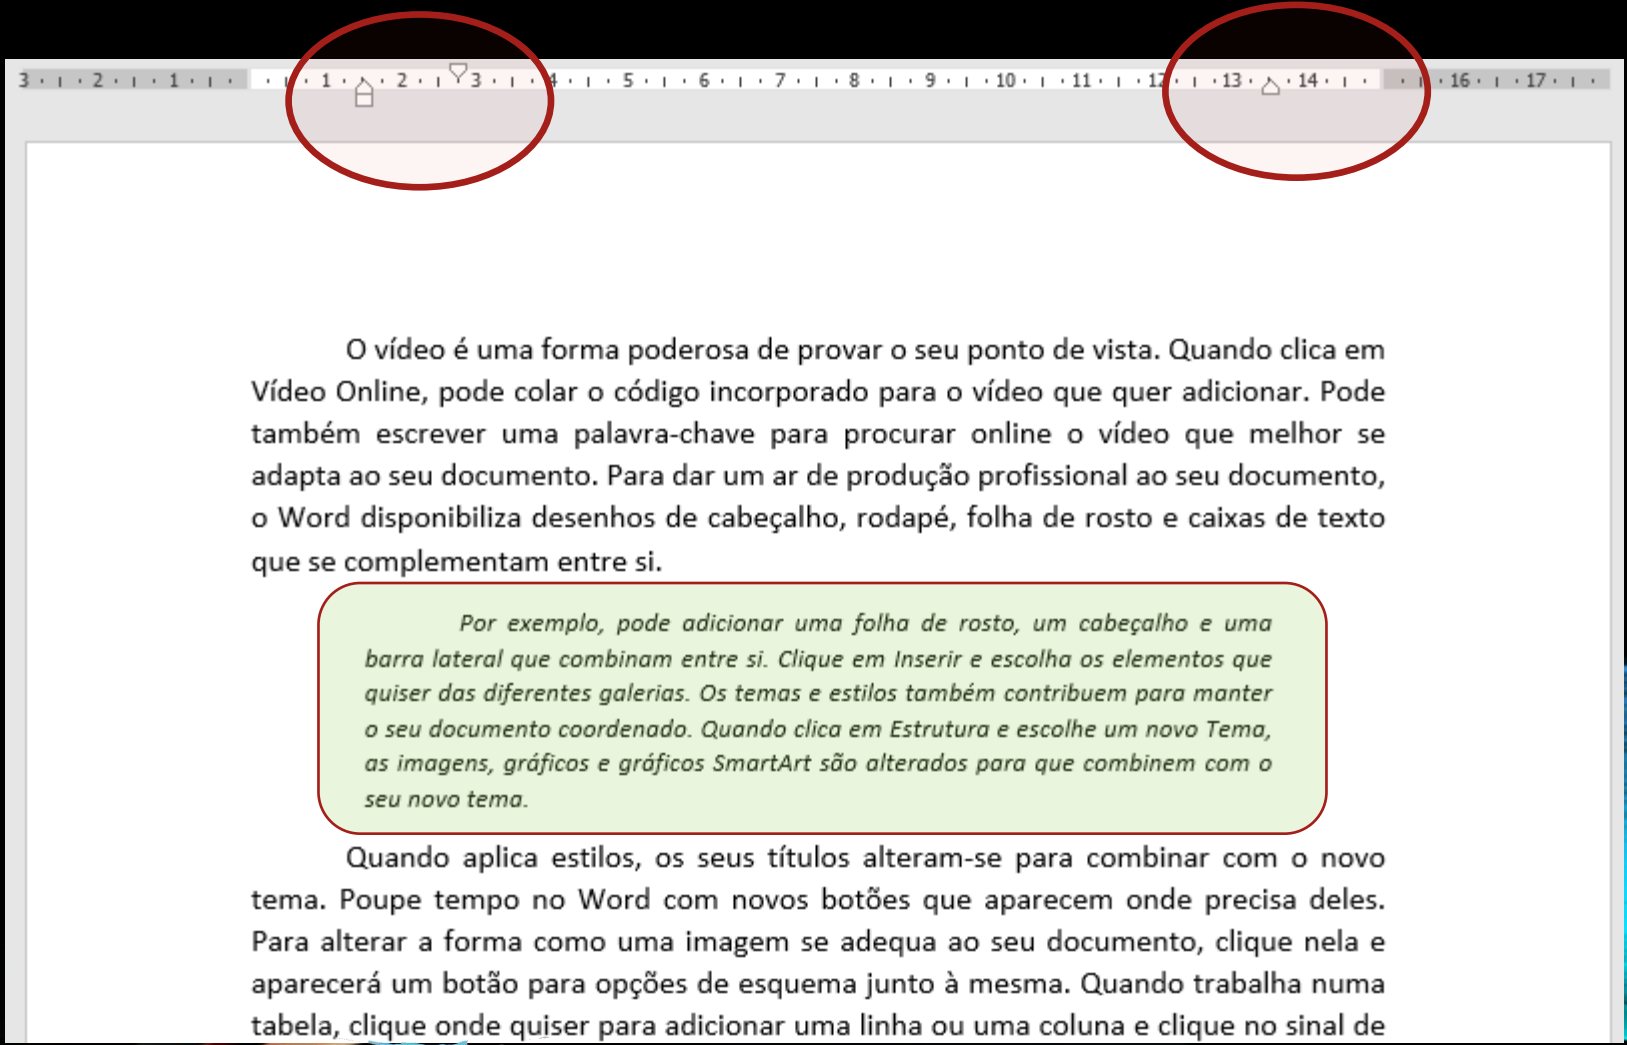 3 2 1 1 2 3 4 5 6 7 8 9 10 11 12 13 14 16 17
O vídeo é uma forma poderosa de provar o seu ponto de vista. Quando clica em
Vídeo Online, pode colar o código incorporado para o vídeo que quer adicionar. Pode
também escrever uma palavra-chave para procurar online o vídeo que melhor se
adapta ao seu documento. Para dar um ar de produção profissional ao seu documento,
o Word disponibiliza desenhos de cabeçalho, rodapé, folha de rosto e caixas de texto
que se complementam entre si.
Por exemplo, pode adicionar uma folha de rosto, um cabeçalho e uma
barra lateral que combinam entre si. Clique em Inserir e escolha os elementos que
quiser das diferentes galerias. Os temas e estilos também contribuem para manter
o seu documento coordenado. Quando clica em Estrutura e escolhe um novo Tema,
as imagens, gráficos e gráficos SmartArt são alterados para que combinem com o
seu novo tema.
Quando aplica estilos, os seus títulos alteram-se para combinar com o novo
tema. Poupe tempo no Word com novos botões que aparecem onde precisa deles.
Para alterar a forma como uma imagem se adequa ao seu documento, clique nela e
aparecerá um botão para opções de esquema junto à mesma. Quando trabalha numa
tabela, clique onde quiser para adicionar uma linha ou uma coluna e clique no sinal de